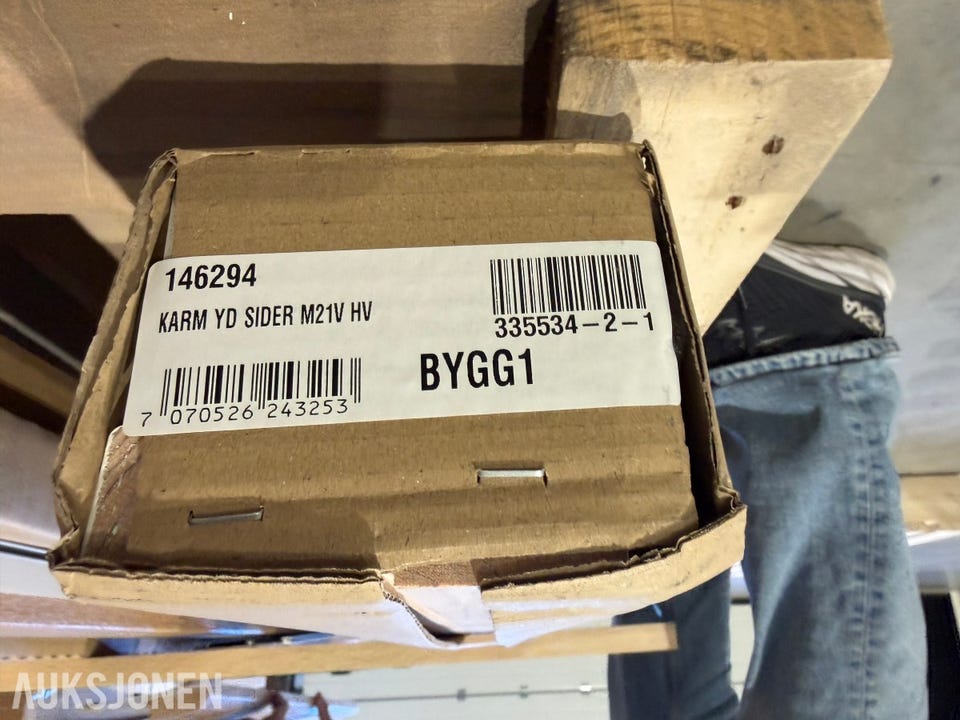 146294
KARM YD SIDER M21V HV
335534-2-1
BYGG1
7 070526 243253
AUKSJONEN